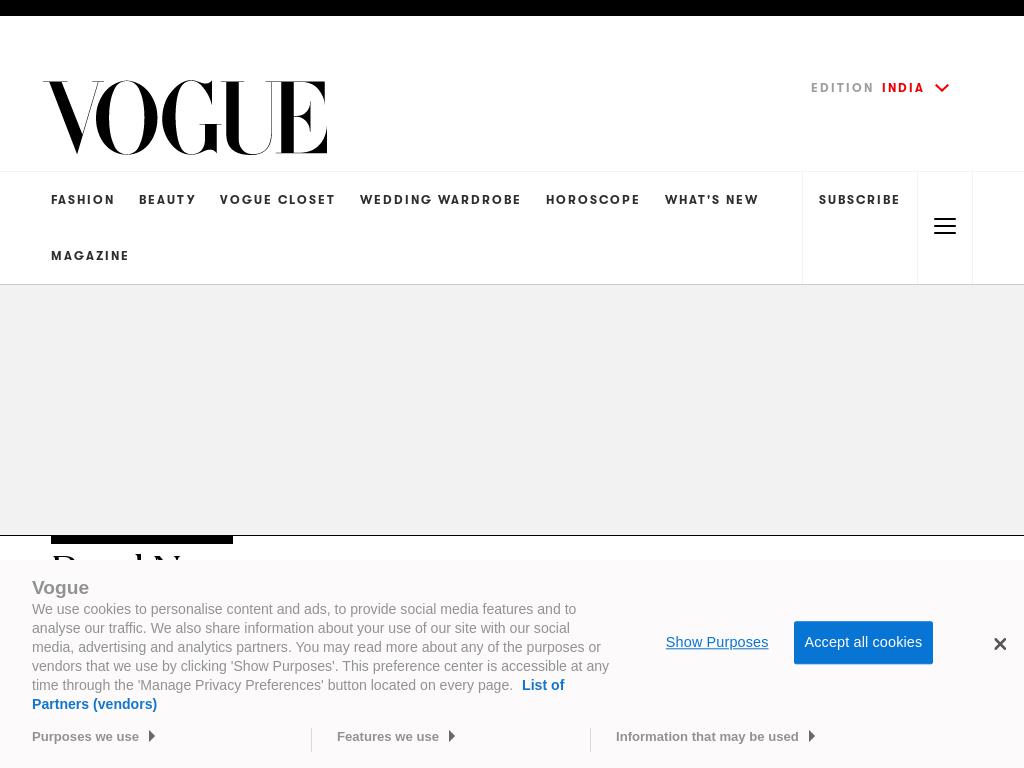 VOGUE
EDITION INDIA
FASHION BEAUTY VOGUE CLOSET WEDDING WARDROBE HOROSCOPE WHAT'S NEW SUBSCRIBE
MAGAZINE
Vogue
We use cookies to personalise content and ads, to provide social media features and to
analyse our traffic. We also share information about your use of our site with our social
media, advertising and analytics partners. You may read more about any of the purposes or
vendors that we use by clicking 'Show Purposes'. This preference center is accessible at any
time through the 'Manage Privacy Preferences' button located on every page. List of
Partners (vendors)
Show Purposes
Accept all cookies
Purposes we use
Features we use
Information that may be used